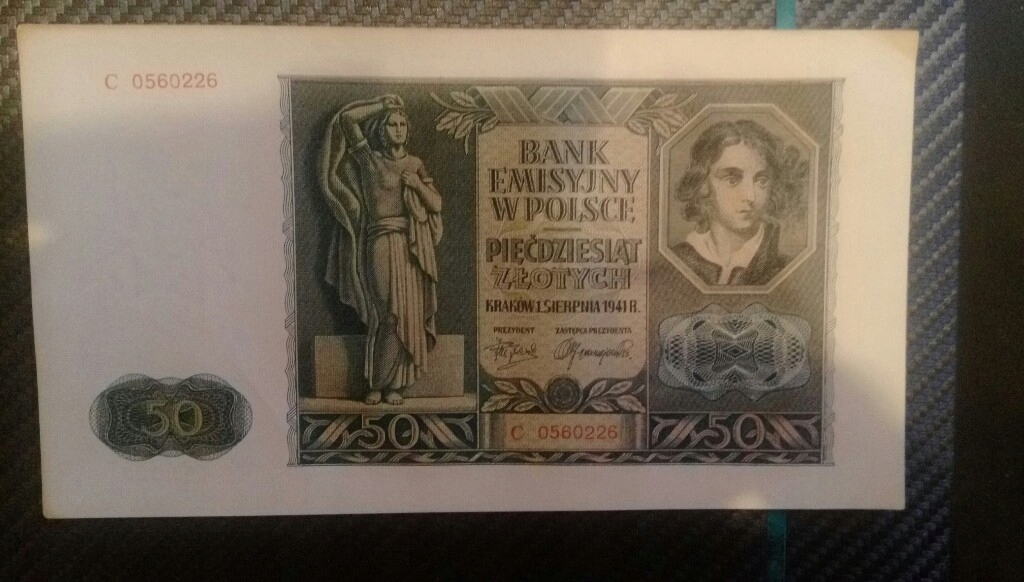 C 0560226
BANK
EMISYJNY
W POLSCE
PIĘĆDZIESIĄT
ZŁOTYCH
KRAKÓW 1. SIERPNIA 1941 R.
PREZYDENT ZASTĘPCA PREZYDENTA
50
50
C 0560226
50